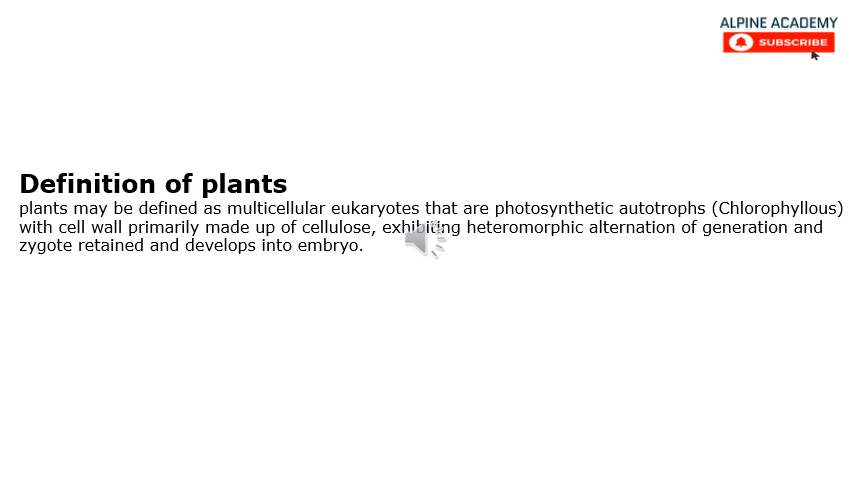 ALPINE ACADEMY
SUBSCRIBE
Definition of plants
plants may be defined as multicellular eukaryotes that are photosynthetic autotrophs (Chlorophyllous)
with cell wall primarily made up of cellulose, exhibiting heteromorphic alternation of generation and
zygote retained and develops into embryo.